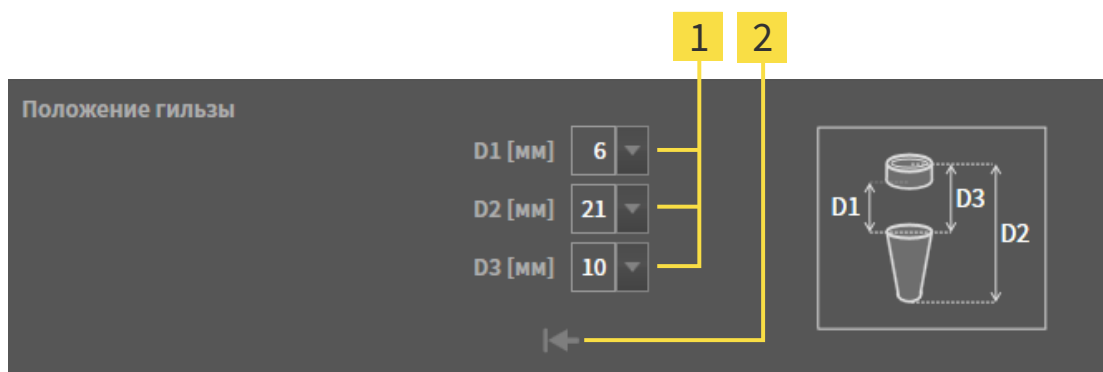 1 2
Положение гильзы
D1 [мм] 6
D2 [мм] 21
D3 [мм] 10
D1
D3
D2